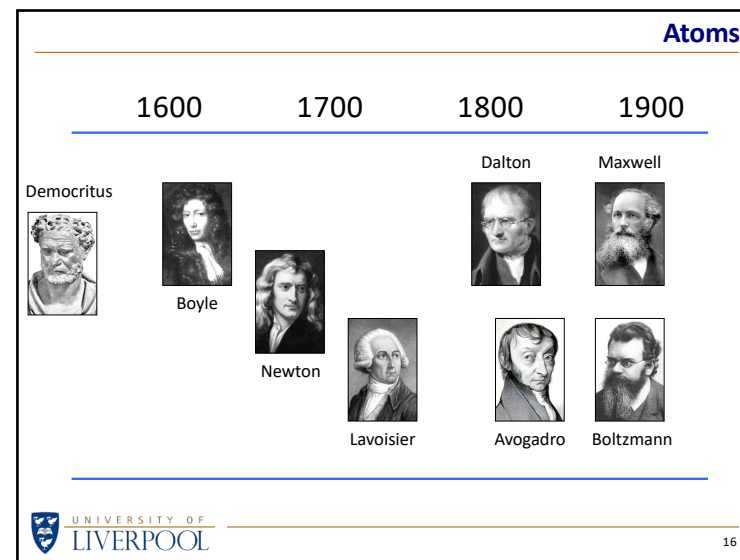 Atoms
1600 1700 1800 1900
Democritus
Boyle
Newton
Lavoisier
Dalton
Avogadro
Maxwell
Boltzmann
UNIVERSITY OF
LIVERPOOL
16